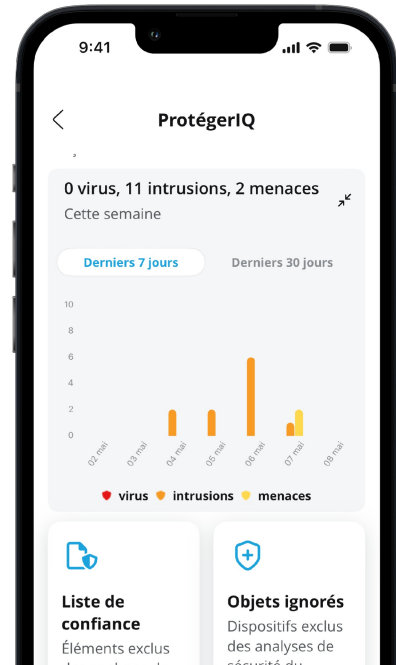 9:41
ProtégerIQ
0 virus, 11 intrusions, 2 menaces
Cette semaine
Derniers 7 jours
Derniers 30 jours
10
8
6
4
2
0
02 mai
03 mai
04 mai
05 mai
06 mai
07 mai
08 mai
virus
intrusions
menaces
Liste de
confiance
Éléments exclus
Objets ignorés
Dispositifs exclus
des analyses de
sécurité du